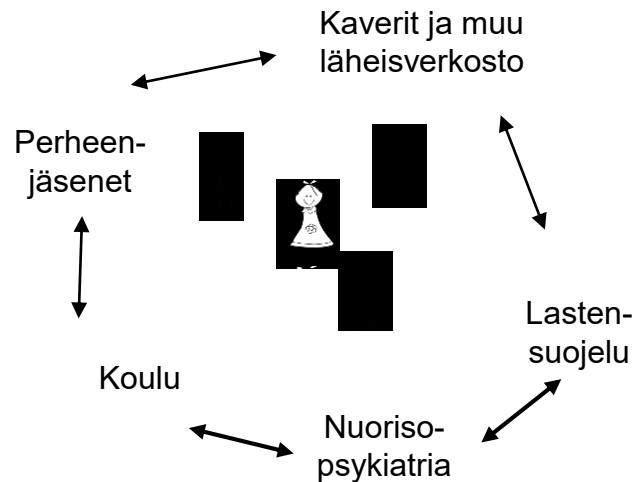 Kaverit ja muu
läheisverkosto
Perheen-
jäsenet
Lasten-
suojelu
Koulu
Nuoriso-
psykiatria